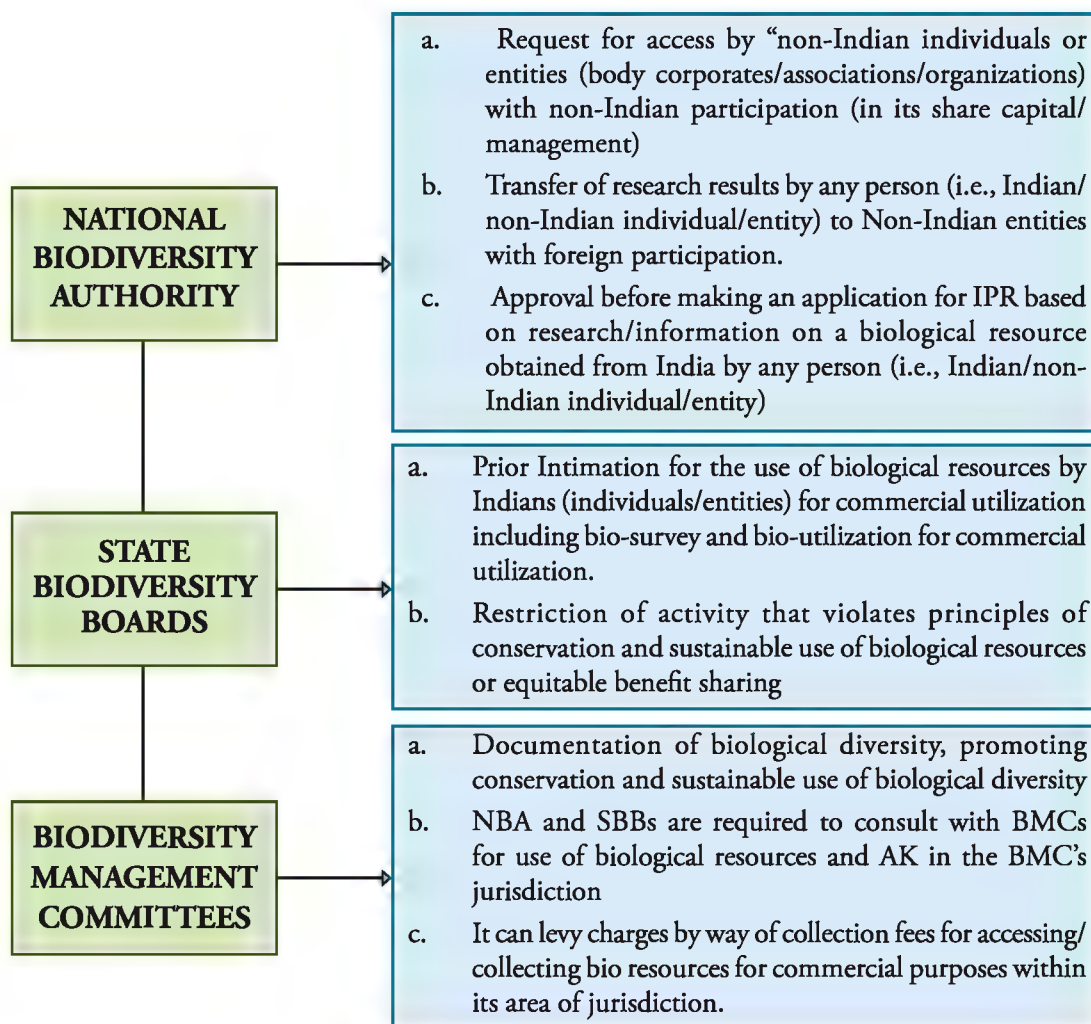 NATIONAL
BIODIVERSITY
AUTHORITY
a. Request for access by “non-Indian individuals or
entities (body corporates/associations/organizations)
with non-Indian participation (in its share capital/
management)
b. Transfer of research results by any person (i.e., Indian/
non-Indian individual/entity) to Non-Indian entities
with foreign participation.
c. Approval before making an application for IPR based
on research/information on a biological resource
obtained from India by any person (i.e., Indian/non-
Indian individual/entity)
STATE
BIODIVERSITY
BOARDS
a. Prior Intimation for the use of biological resources by
Indians (individuals/entities) for commercial utilization
including bio-survey and bio-utilization for commercial
utilization.
b. Restriction of activity that violates principles of
conservation and sustainable use of biological resources
or equitable benefit sharing
BIODIVERSITY
MANAGEMENT
COMMITTEES
a. Documentation of biological diversity, promoting
conservation and sustainable use of biological diversity
b. NBA and SBBs are required to consult with BMCs
for use of biological resources and AK in the BMC’s
jurisdiction
c. It can levy charges by way of collection fees for accessing/
collecting bio resources for commercial purposes within
its area of jurisdiction.